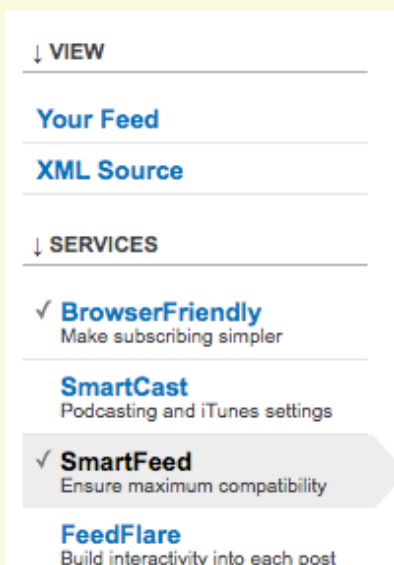 ↓ VIEW
Your Feed
XML Source
↓ SERVICES
✓ BrowserFriendly
Make subscribing simpler
SmartCast
Podcasting and iTunes settings
✓ SmartFeed
Ensure maximum compatibility
FeedFlare
Build interactivity into each post